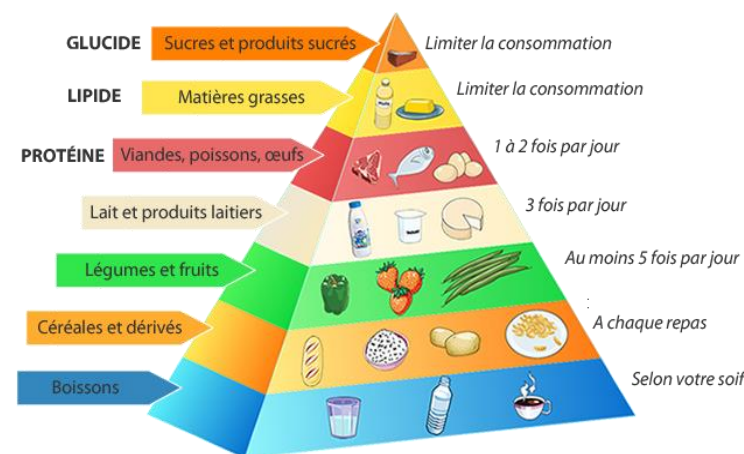 GLUCIDE Sucres et produits sucrés Limiter la consommation
LIPIDE Matières grasses Limiter la consommation
PROTÉINE Viandes, poissons, œufs 1 à 2 fois par jour
Lait et produits laitiers 3 fois par jour
Légumes et fruits Au moins 5 fois par jour
:
Céréales et dérivés A chaque repas
Boissons Selon votre soif